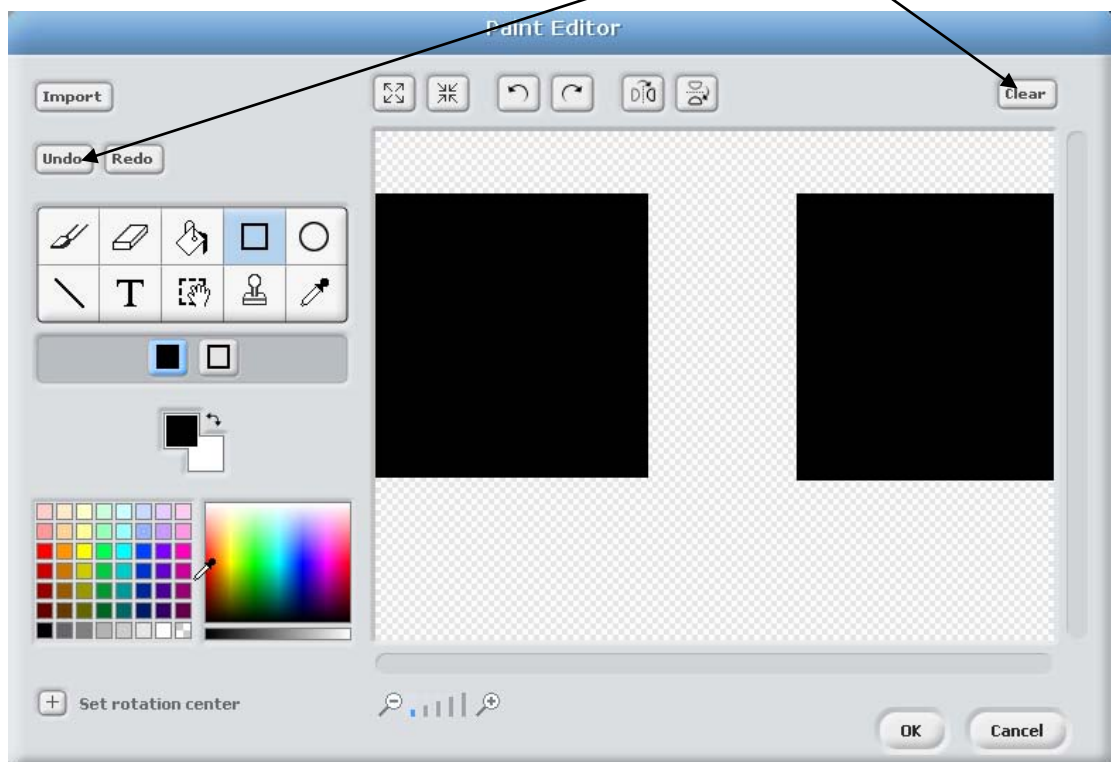 Paint Editor
Import
Clear
Undo
Redo
T
Set rotation center
OK
Cancel